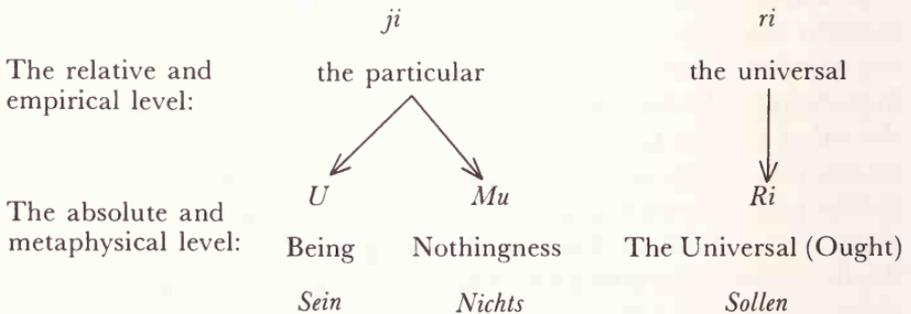 ji ri
The relative and the particular the universal
empirical level:
U Mu Ri
The absolute and
metaphysical level: Being Nothingness The Universal (Ought)
Sein Nichts Sollen